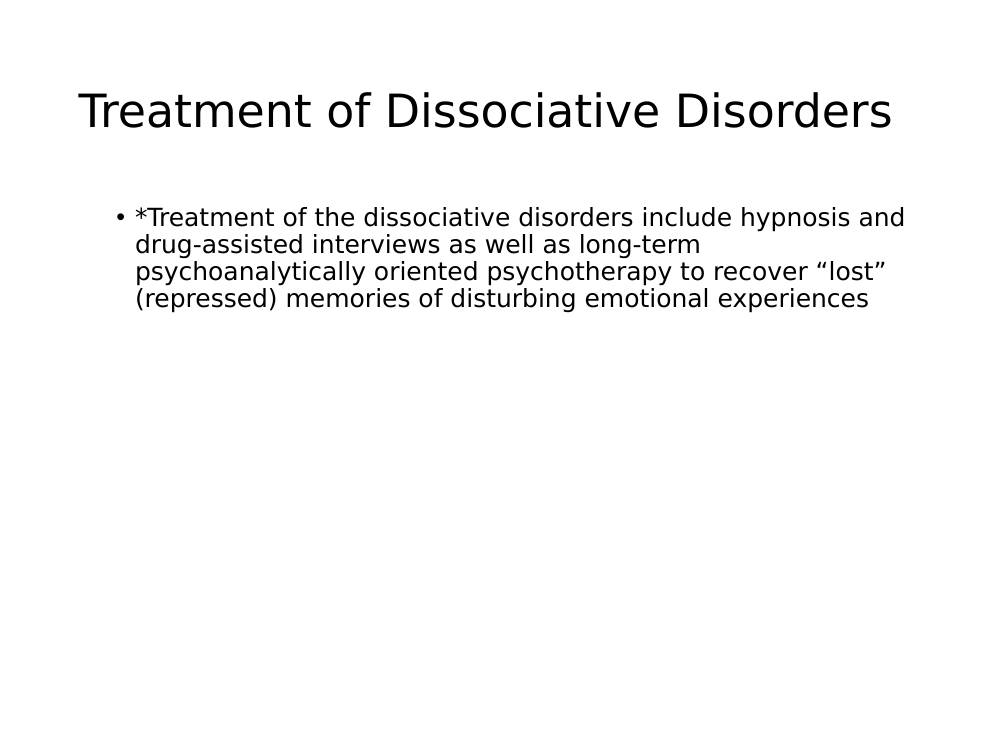 Treatment of Dissociative Disorders
• *Treatment of the dissociative disorders include hypnosis and
drug-assisted interviews as well as long-term
psychoanalytically oriented psychotherapy to recover “lost”
(repressed) memories of disturbing emotional experiences